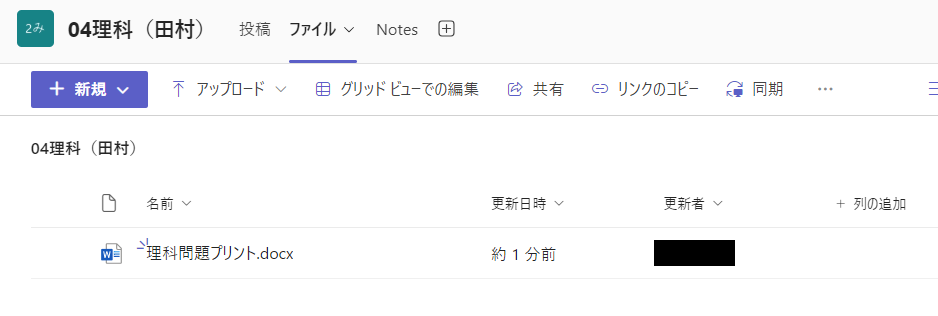 2み 04理科（田村） 投稿 ファイル Notes
新規 アップロード グリッド ビューでの編集 共有 リンクのコピー 同期 …
04理科（田村）
名前 更新日時 更新者 + 列の追加
理科問題プリント.docx 約 1 分前